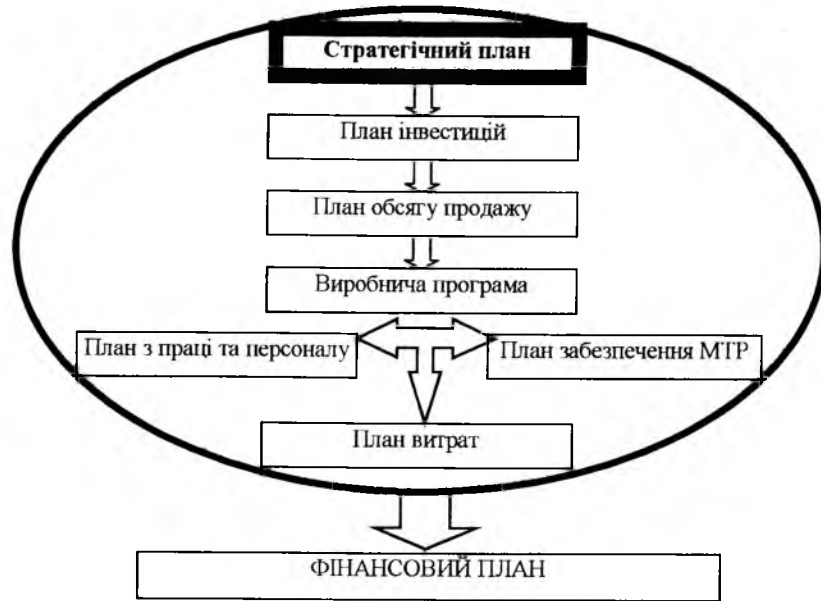 Стратегічний план
План інвестицій
План обсягу продажу
Виробнича програма
План з праці та персоналу
План забезпечення МТР
План витрат
ФІНАНСОВИЙ ПЛАН